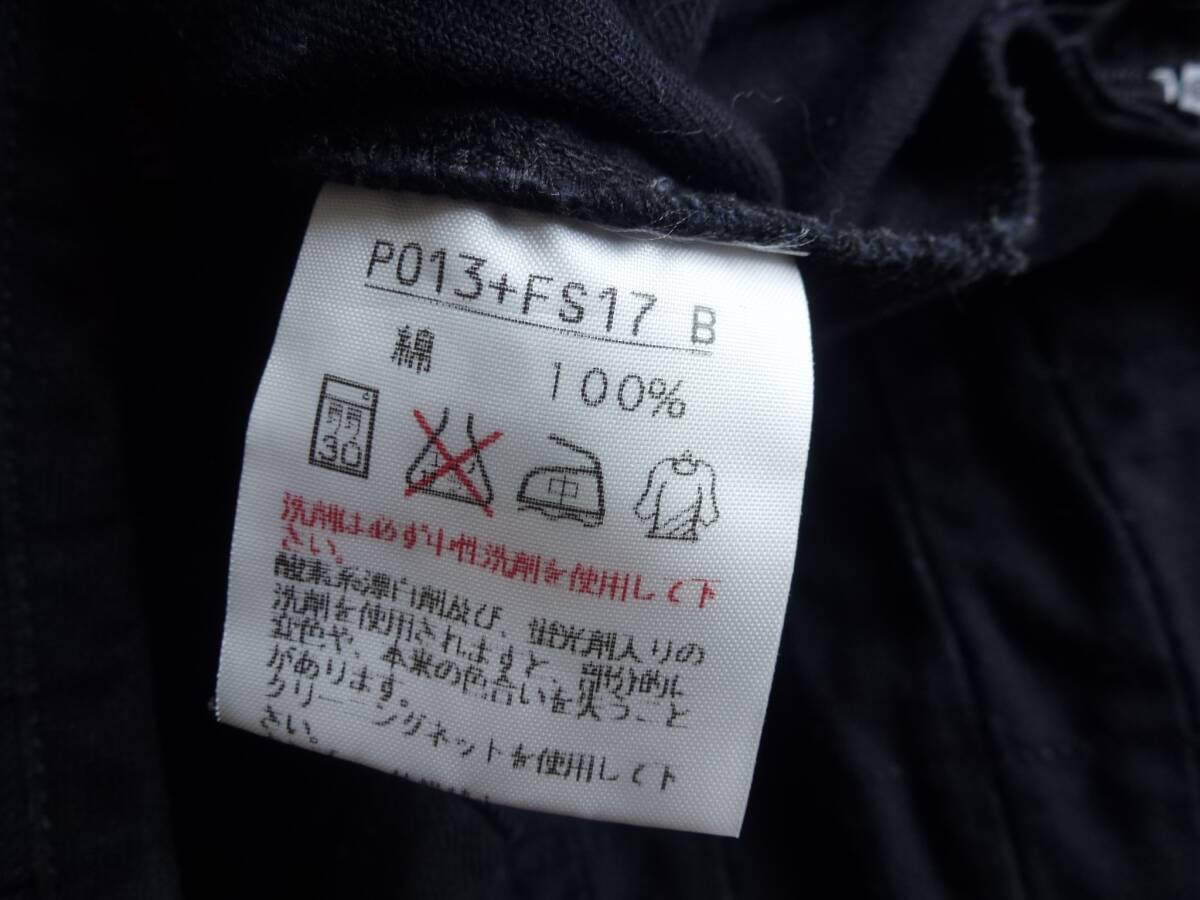 P013+FS17 B
綿 100%
弱
30
中
洗剤は必ず中性洗剤を使用して下
さい。
酸素系漂白剤及び、蛍光剤入りの
洗剤を使用されますと、部分的に
変色や、本来の色合いを失うこと
があります。
クリーニングネットを使用して下
さい。